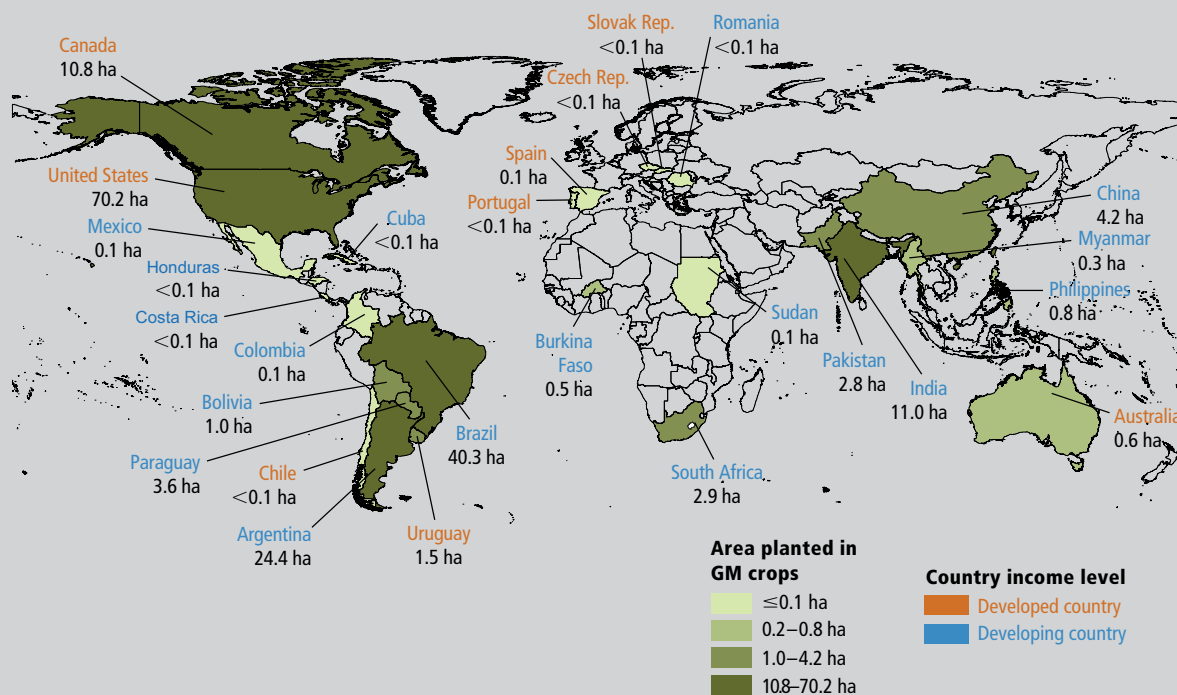 Canada
10.8 ha
Slovak Rep.
<0.1 ha
Romania
<0.1 ha
Czech Rep.
<0.1 ha
United States
70.2 ha
Spain
0.1 ha
Portugal
<0.1 ha
Mexico
0.1 ha
Cuba
<0.1 ha
China
4.2 ha
Myanmar
0.3 ha
Honduras
<0.1 ha
Philippines
0.8 ha
Costa Rica
<0.1 ha
Colombia
0.1 ha
Sudan
0.1 ha
Burkina
Faso
0.5 ha
Pakistan
2.8 ha
India
11.0 ha
Bolivia
1.0 ha
Brazil
40.3 ha
Australia
0.6 ha
Paraguay
3.6 ha
Chile
<0.1 ha
South Africa
2.9 ha
Argentina
24.4 ha
Uruguay
1.5 ha
Area planted in
GM crops
≤0.1 ha
0.2–0.8 ha
1.0–4.2 ha
10.8–70.2 ha
Country income level
Developed country
Developing country